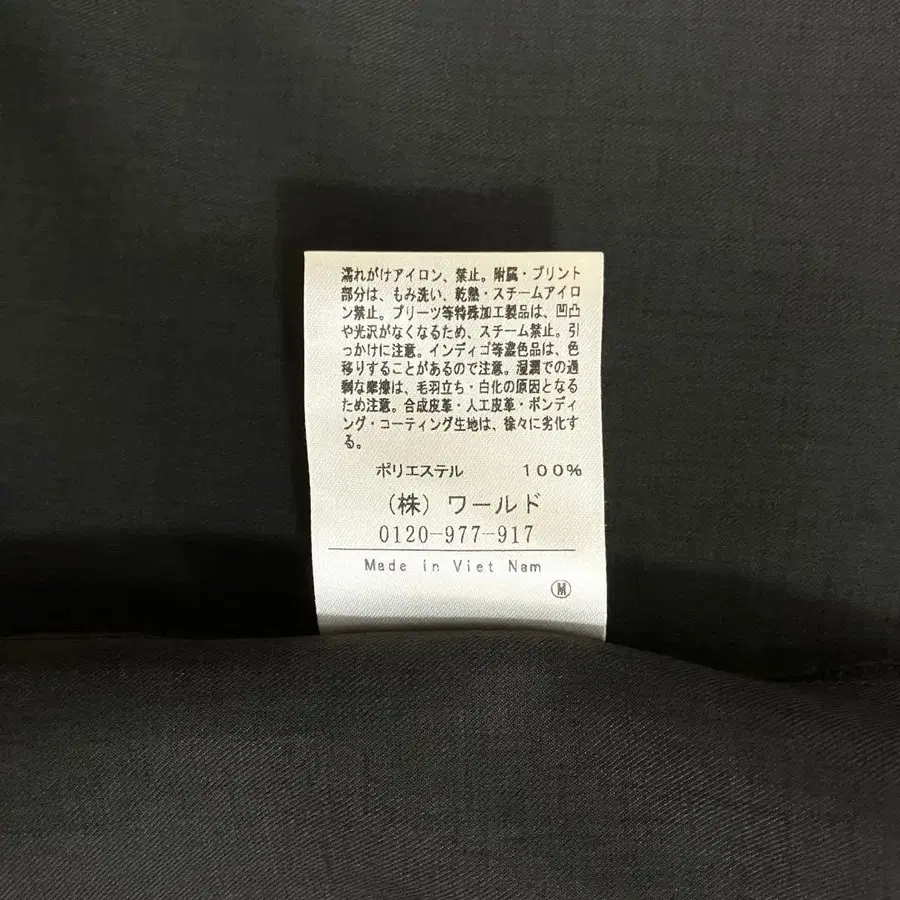 濡れがけアイロン、禁止。附属・プリント
部分は、もみ洗い、乾熱・スチームアイロ
ン禁止。プリーツ等特殊加工製品は、凹凸
や光沢がなくなるため、スチーム禁止。引
っかけに注意。インディゴ等濃色品は、色
移りすることがあるので注意。湿潤での過
剰な摩擦は、毛羽立ち・白化の原因となる
ため注意。合成皮革・人工皮革・ボンディ
ング・コーティング生地は、徐々に劣化す
る。
ポリエステル 100%
(株)ワールド
0120-977-917
Made in Viet Nam
M